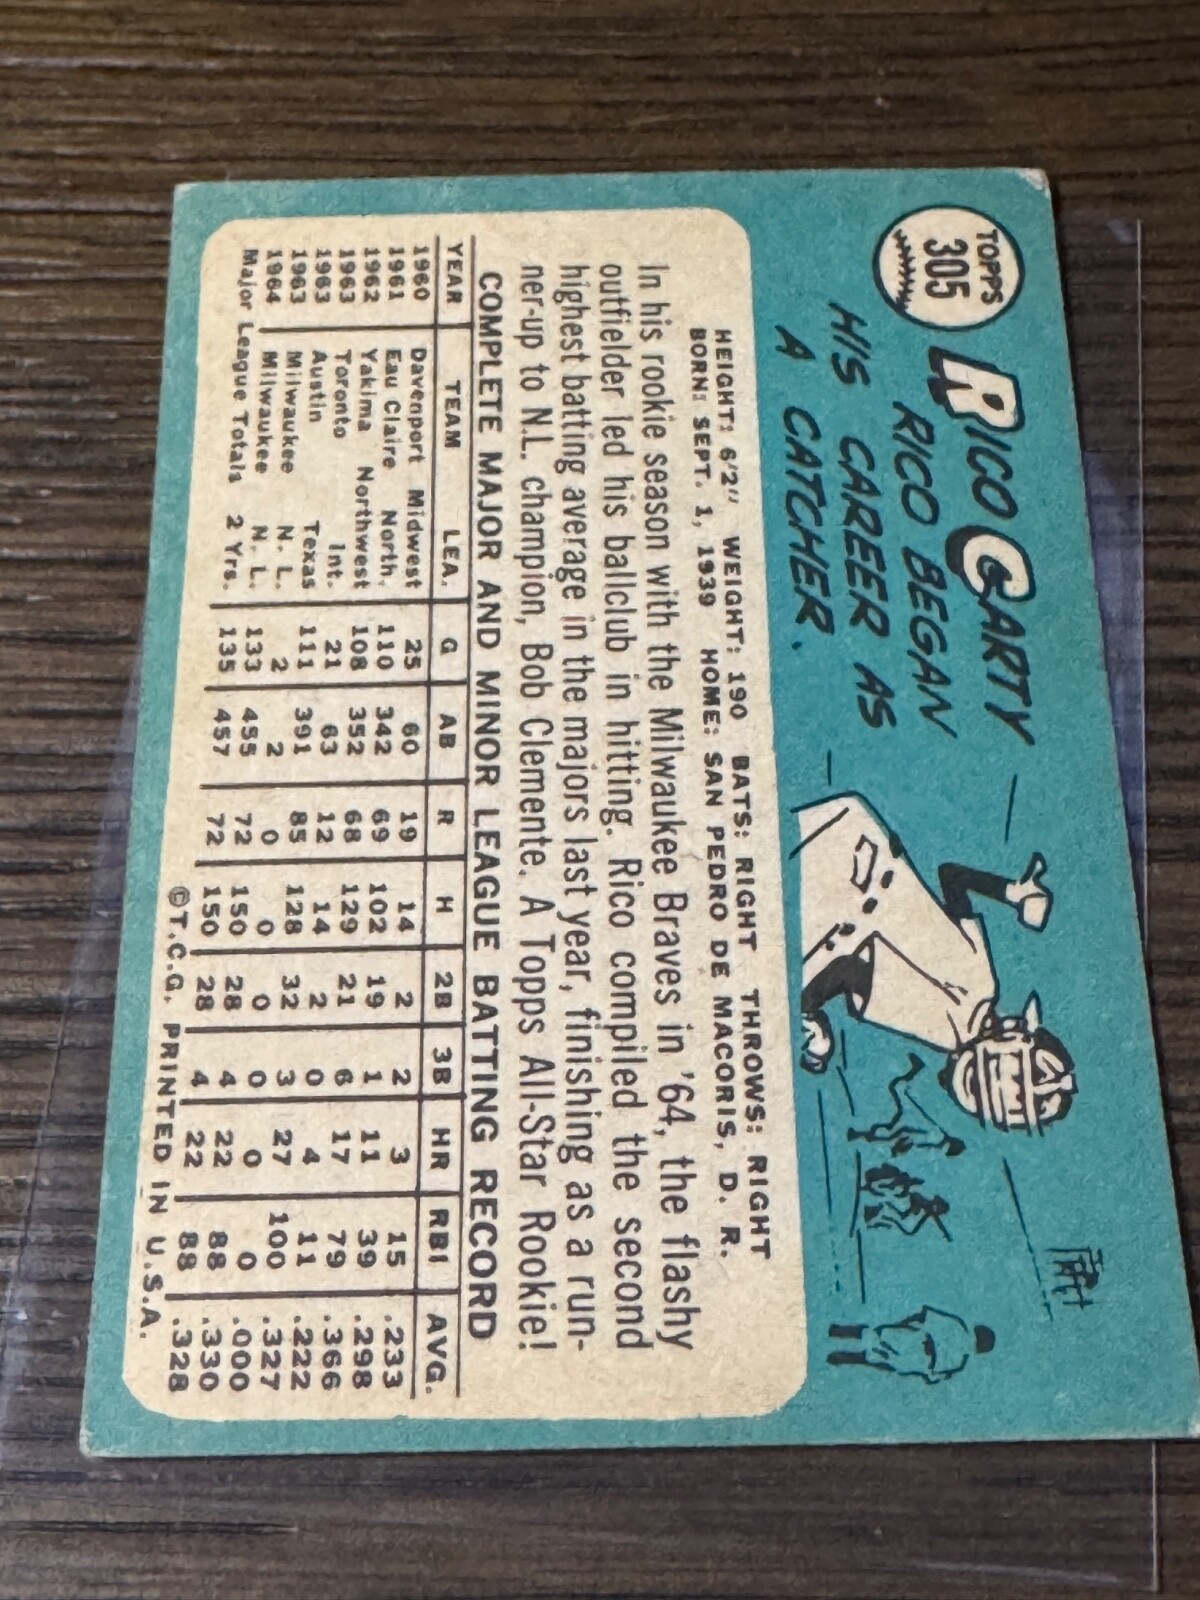 TOPPS
305
RICO CARTY
RICO BEGAN
HIS CAREER AS
A CATCHER.
HEIGHT: 6'2" WEIGHT: 190 BATS: RIGHT THROWS: RIGHT
BORN: SEPT. 1, 1939 HOME: SAN PEDRO DE MACORIS, D. R.
In his rookie season with the Milwaukee Braves in '64, the flashy
outfielder led his ballclub in hitting. Rico compiled the second
highest batting average in the majors last year, finishing as a run-
ner-up to N.L. champion, Bob Clemente. A Topps All-Star Rookie!
COMPLETE MAJOR AND MINOR LEAGUE BATTING RECORD
YEAR TEAM LEA. G AB R H 2B 3B HR RBI AVG.
1960 Davenport Midwest 25 60 19 14 2 2 3 15 .233
1961 Eau Claire North. 110 342 69 102 19 1 11 39 .298
1962 Yakima Northwest 108 352 68 129 21 6 17 79 .366
1963 Toronto Int. 21 63 12 14 2 0 4 11 .222
1963 Austin Texas 111 391 85 128 32 3 27 100 .327
1963 Milwaukee N. L. 2 2 0 0 0 0 0 0 .000
1964 Milwaukee N. L. 133 455 72 150 28 4 22 88 .330
Major League Totals 2 Yrs. 135 457 72 150 28 4 22 88 .328
©T.C.G. PRINTED IN U.S.A.